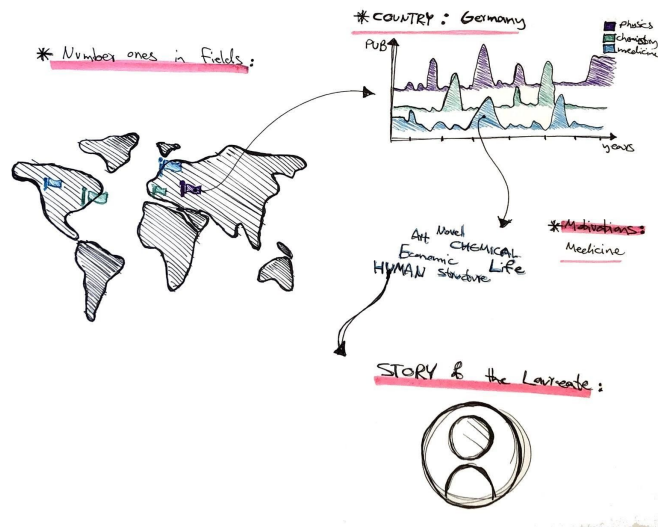 * Number ones in Fields:
* COUNTRY: Germany
PUB
physics
chemistry
medicine
years
Art Novel
CHEMICAL
Economic
Life
HUMAN Structure
* Motivations:
Medicine
STORY of the Laureate: